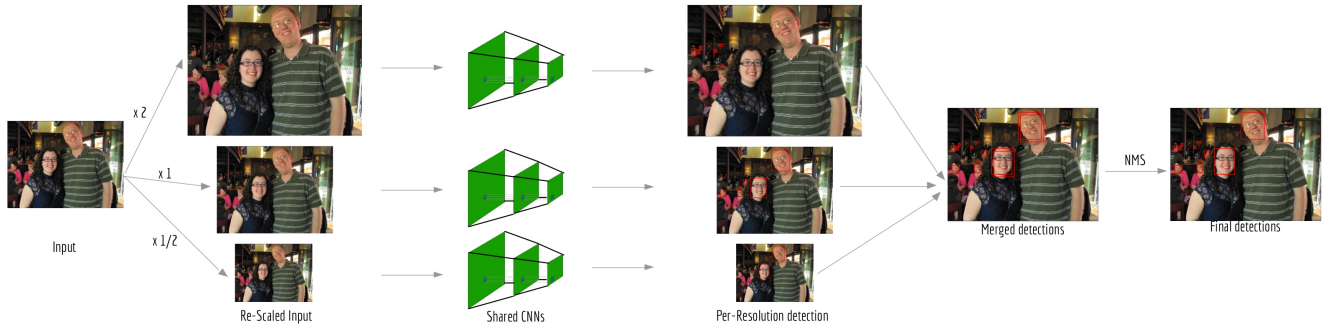 x 2
x 1
x 1/2
Input
Re-Scaled Input
Shared CNNs
Per-Resolution detection
Merged detections
NMS
Final detections